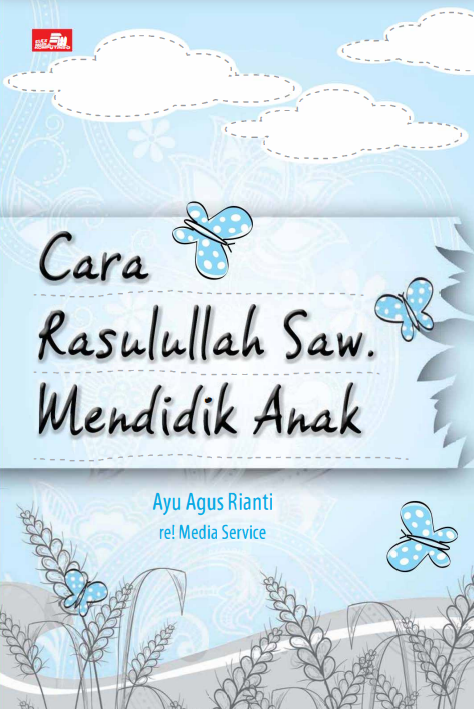 Cara
Rasulullah Saw.
Mendidik Anak
Ayu Agus Rianti
re! Media Service